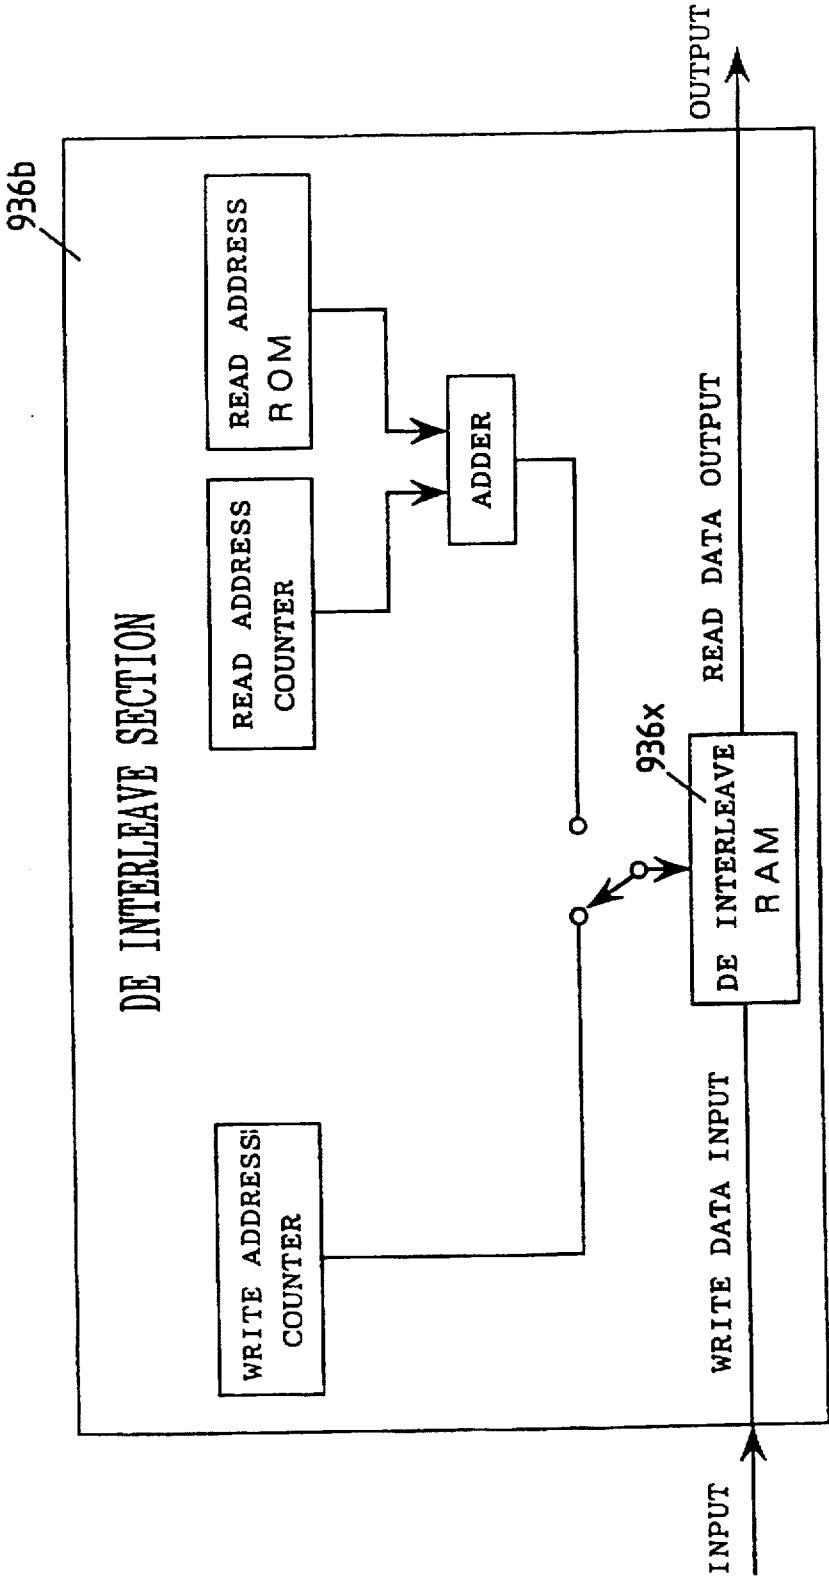 936b
DE INTERLEAVE SECTION
WRITE ADDRESS
COUNTER
READ ADDRESS
COUNTER
READ ADDRESS
ROM
ADDER
936x
INPUT
WRITE DATA INPUT
DE INTERLEAVE
RAM
READ DATA OUTPUT
OUTPUT